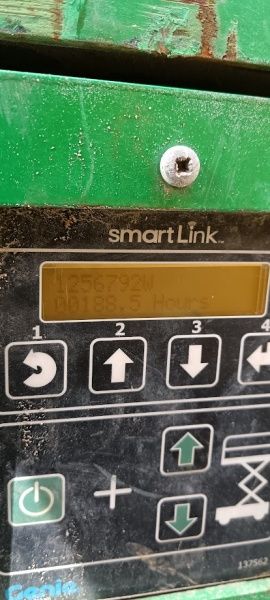 smartLink
1256792W
00188.5 Hours
1 2 3 4
137562
Genie